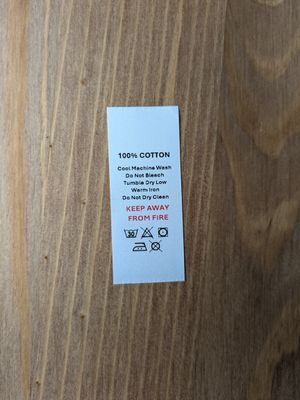 100% COTTON
Cool Machine Wash
Do Not Bleach
Tumble Dry Low
Warm Iron
Do Not Dry Clean
KEEP AWAY
FROM FIRE
30